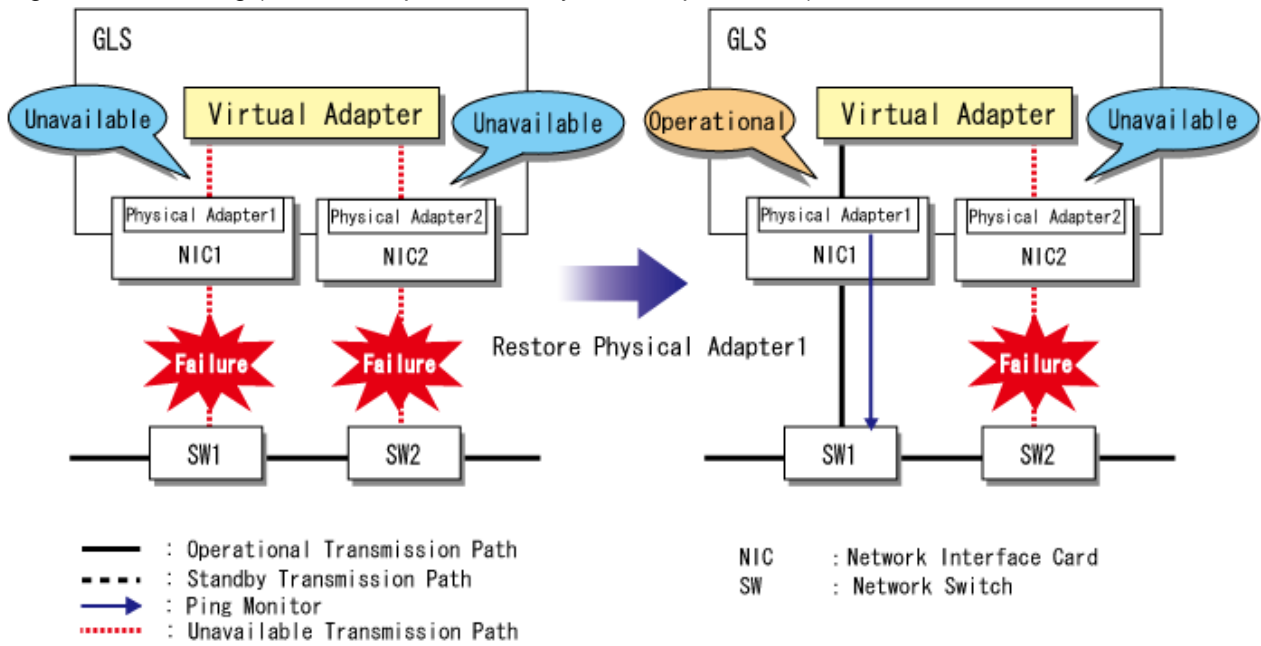 GLS
Unavailable
Virtual Adapter
Unavailable
Physical Adapter1
NIC1
Physical Adapter2
NIC2
Failure
Failure
SW1
SW2
Restore Physical Adapter1
GLS
Operational
Virtual Adapter
Unavailable
Physical Adapter1
NIC1
Physical Adapter2
NIC2
Failure
SW1
SW2
: Operational Transmission Path
: Standby Transmission Path
: Ping Monitor
: Unavailable Transmission Path
NIC : Network Interface Card
SW : Network Switch